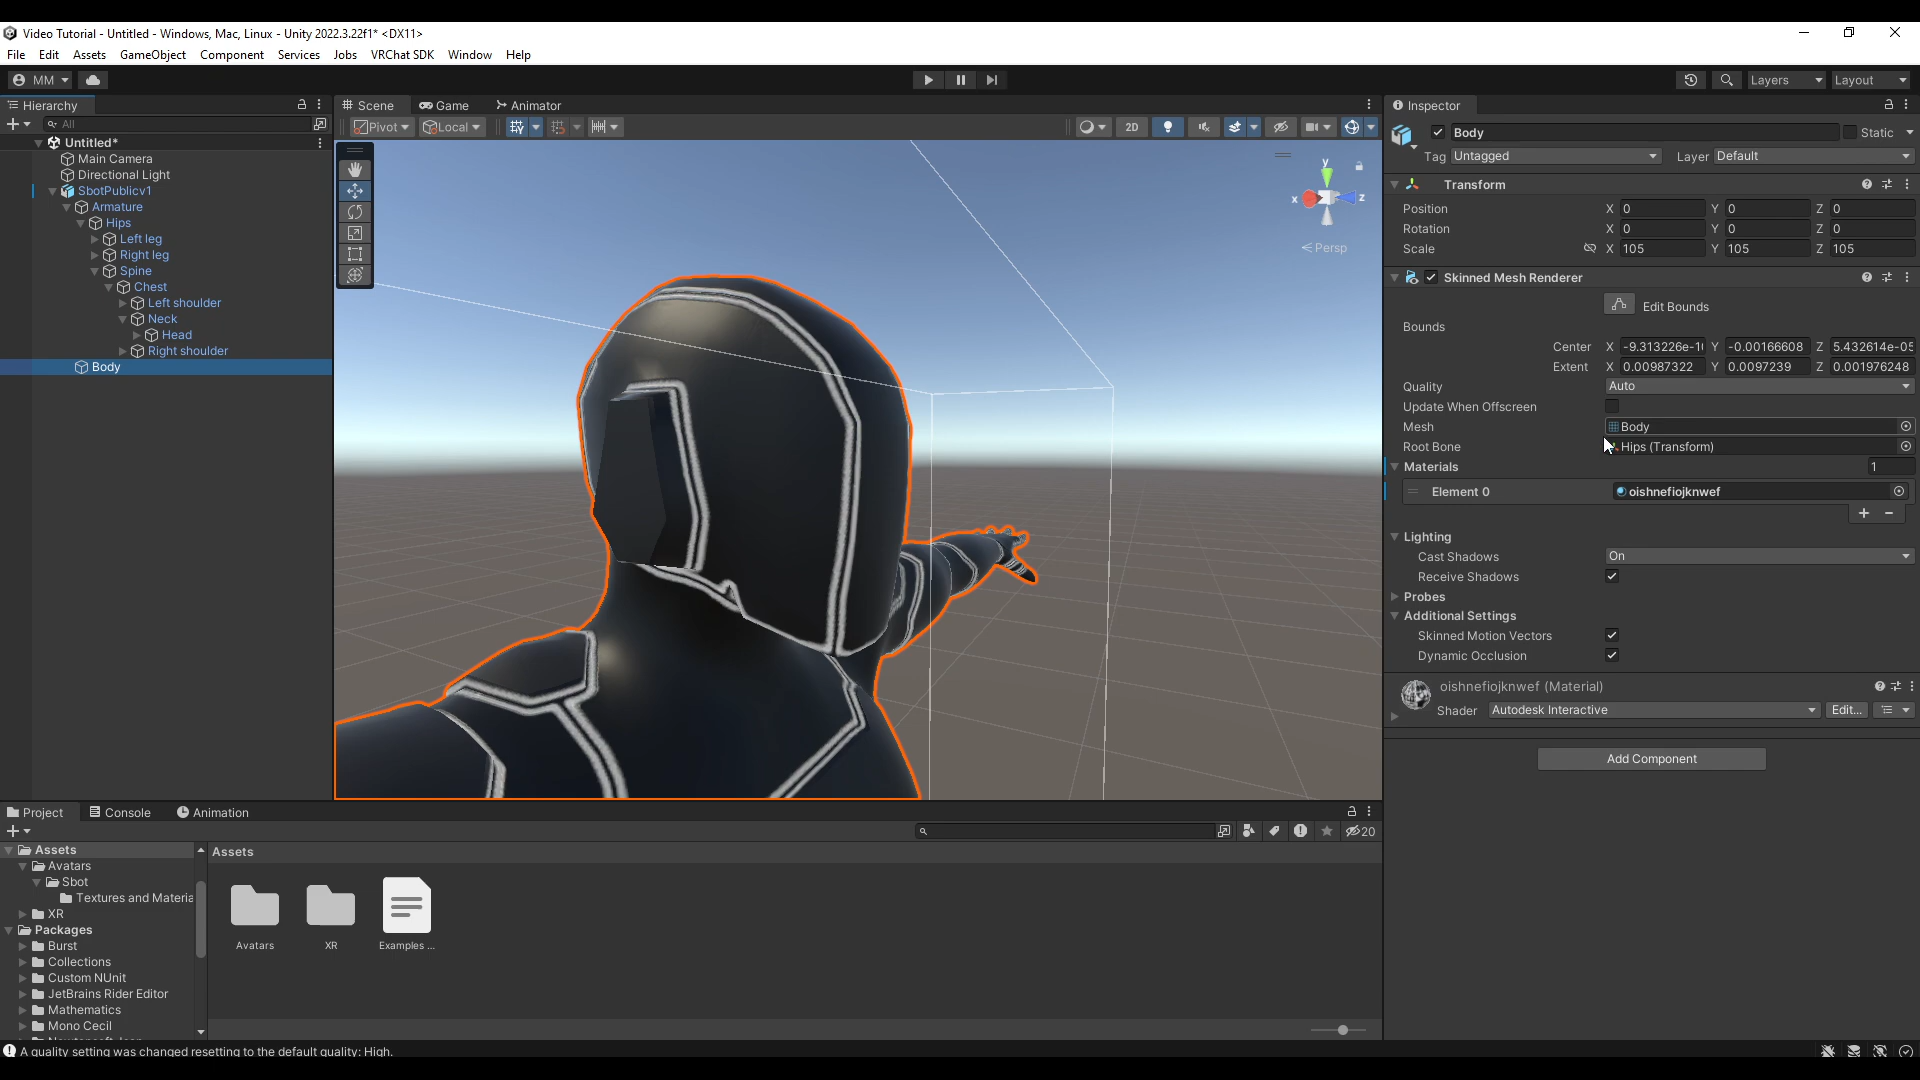 Video Tutorial - Untitled - Windows, Mac, Linux - Unity 2022.3.22f1* <DX11>
File Edit Assets GameObject Component Services Jobs VRChat SDK Window Help
MM Layers Layout
Hierarchy
All
Untitled*
Main Camera
Directional Light
SbotPublicv1
Armature
Hips
Left leg
Right leg
Spine
Chest
Left shoulder
Neck
Head
Right shoulder
Body
Scene Game Animator
Pivot Local 2D
y
x z
Persp
Inspector
Body Static
Tag Untagged Layer Default
Transform
Position X 0 Y 0 Z 0
Rotation X 0 Y 0 Z 0
Scale X 105 Y 105 Z 105
Skinned Mesh Renderer
Edit Bounds
Bounds
Center X -9.313226e-1 Y -0.00166608 Z 5.432614e-05
Extent X 0.00987322 Y 0.0097239 Z 0.001976248
Quality Auto
Update When Offscreen
Mesh Body
Root Bone Hips (Transform)
Materials 1
Element 0 oishnefiojknwef
Lighting
Cast Shadows On
Receive Shadows
Probes
Additional Settings
Skinned Motion Vectors
Dynamic Occlusion
oishnefiojknwef (Material)
Shader Autodesk Interactive Edit...
Add Component
Project Console Animation
20
Assets
Avatars
Sbot
Textures and Materia
XR
Packages
Burst
Collections
Custom NUnit
JetBrains Rider Editor
Mathematics
Mono Cecil
Assets
Avatars XR Examples ...
A quality setting was changed resetting to the default quality: High.